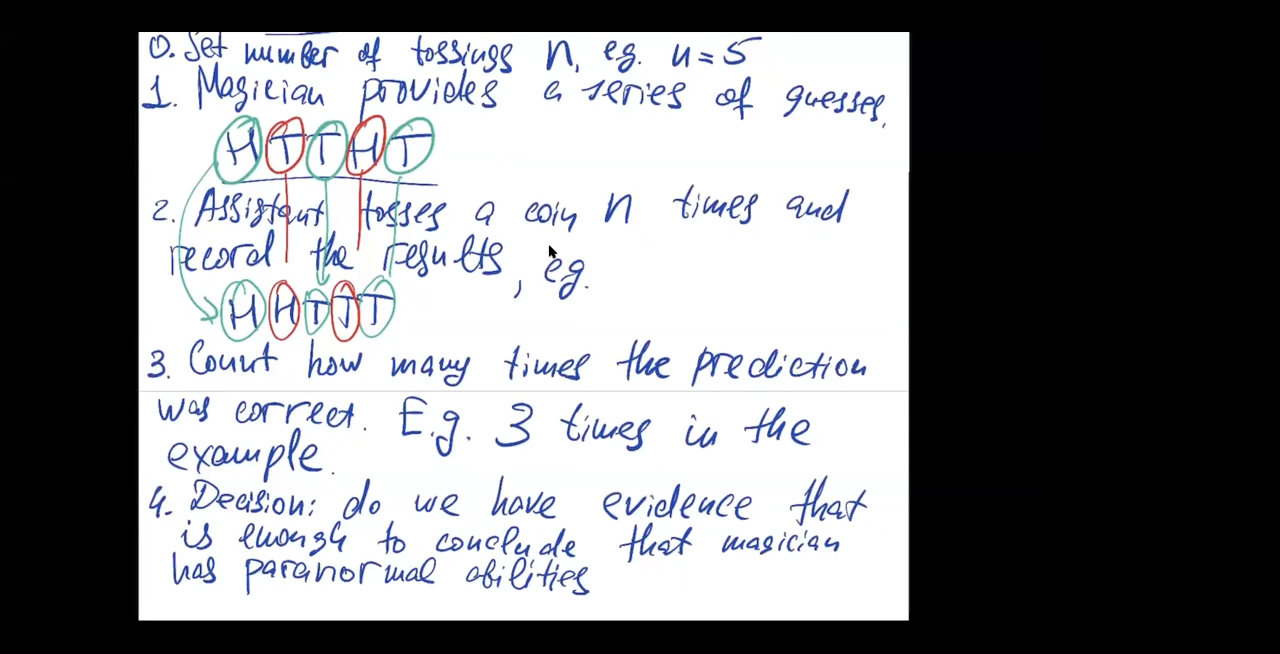 0. Set number of tossings n, eg. n = 5
1. Magician provides a series of guesses.
H T T H T
2. Assistant tosses a coin n times and
record the results, eg.
H H T T T
3. Count how many times the prediction
was correct. E.g. 3 times in the
example.
4. Decision: do we have evidence that
is enough to conclude that magician
has paranormal abilities